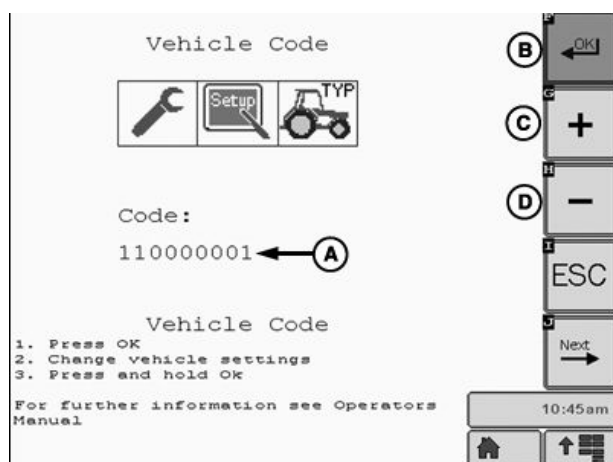 Vehicle Code
Setup
TYP
Code:
110000001
A
Vehicle Code
1. Press OK
2. Change vehicle settings
3. Press and hold Ok
For further information see Operators
Manual
B
F
OK
C
G
+
D
H
−
I
ESC
J
Next
10:45am